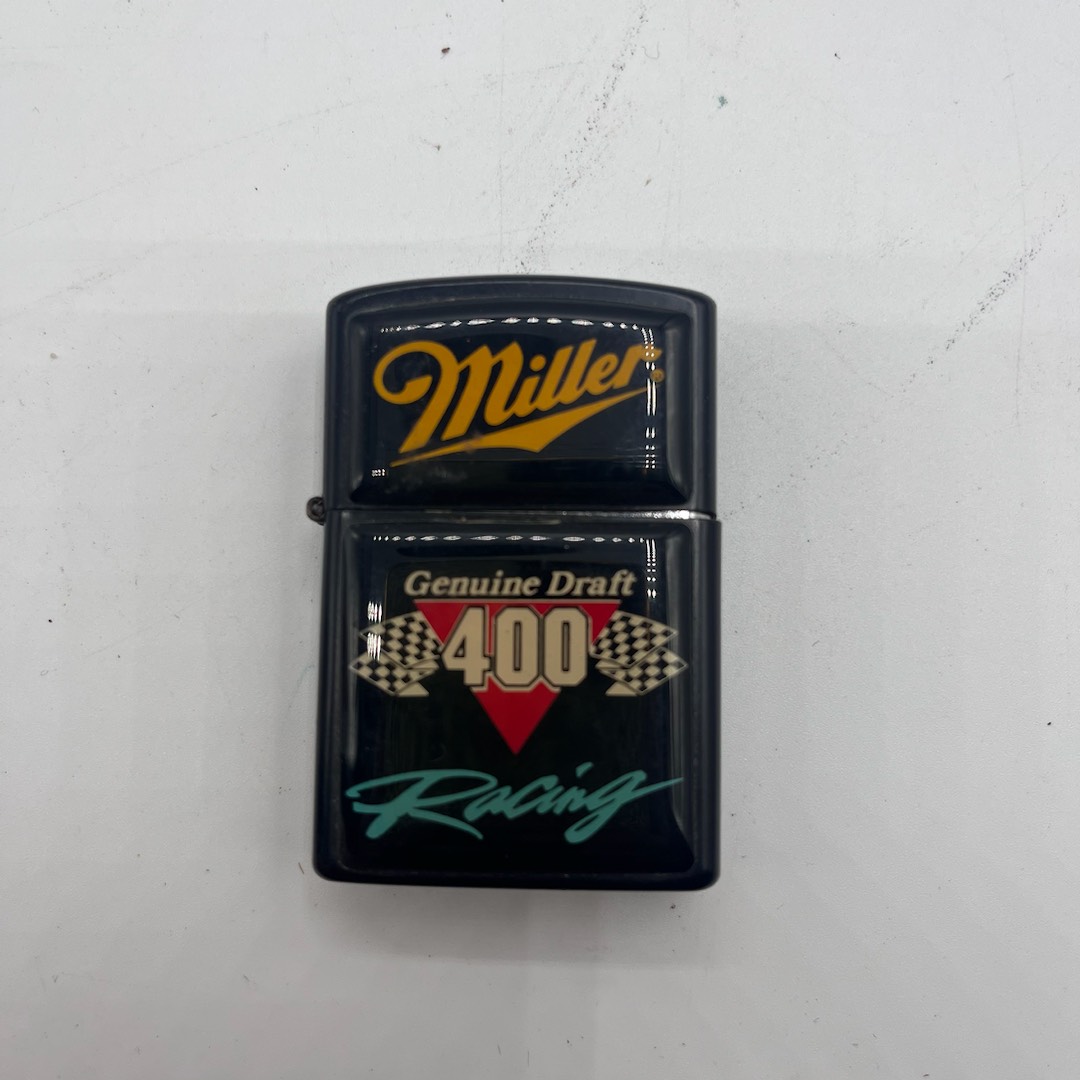 Miller
Genuine Draft
400
Racing